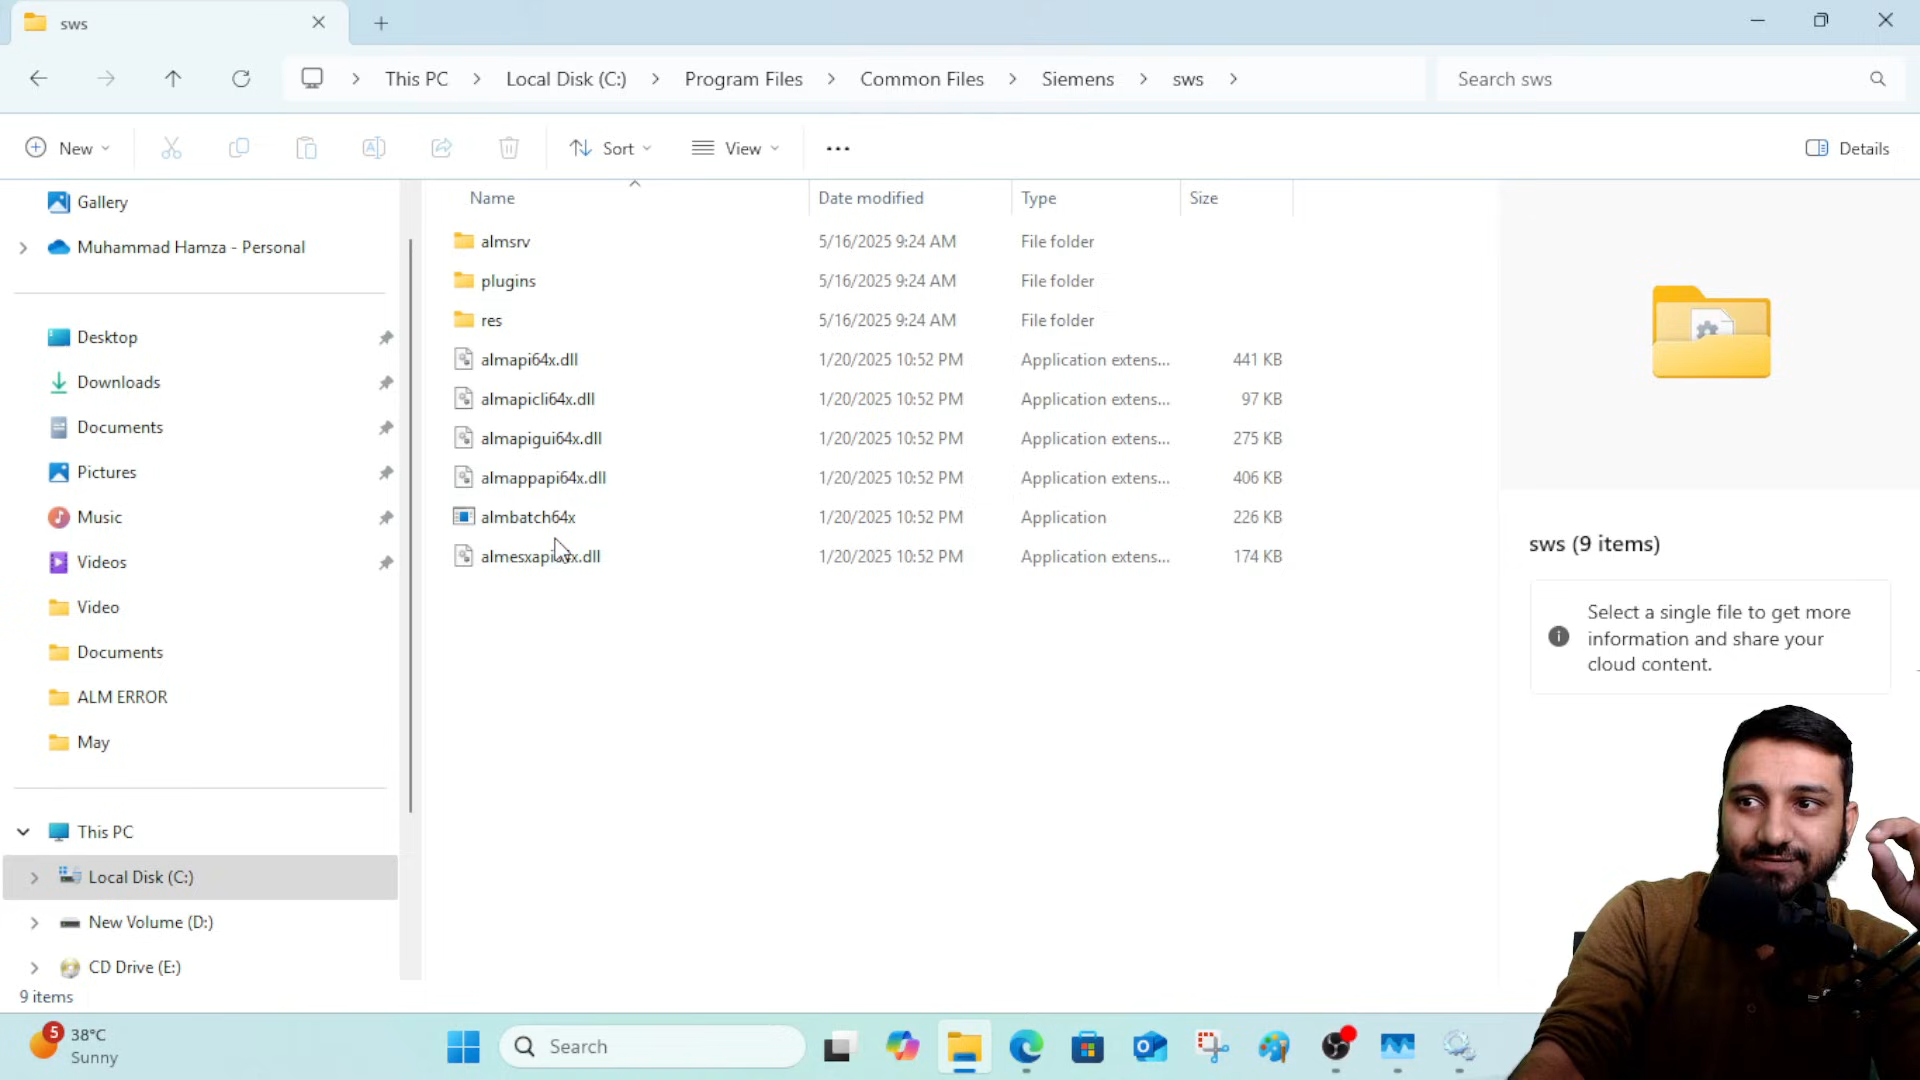 sws
This PC > Local Disk (C:) > Program Files > Common Files > Siemens > sws >
Search sws
New
Sort
View
Details
Name
Date modified
Type
Size
almsrv 5/16/2025 9:24 AM File folder
plugins 5/16/2025 9:24 AM File folder
res 5/16/2025 9:24 AM File folder
almapi64x.dll 1/20/2025 10:52 PM Application extens... 441 KB
almapicli64x.dll 1/20/2025 10:52 PM Application extens... 97 KB
almapigui64x.dll 1/20/2025 10:52 PM Application extens... 275 KB
almappapi64x.dll 1/20/2025 10:52 PM Application extens... 406 KB
almbatch64x 1/20/2025 10:52 PM Application 226 KB
1/20/2025 10:52 PM Application extens... 174 KB
Gallery
Muhammad Hamza - Personal
Desktop
Downloads
Documents
Pictures
Music
Videos
Video
Documents
ALM ERROR
May
This PC
Local Disk (C:)
New Volume (D:)
CD Drive (E:)
9 items
sws (9 items)
Select a single file to get more
information and share your
cloud content.
5
38°C
Sunny
Search